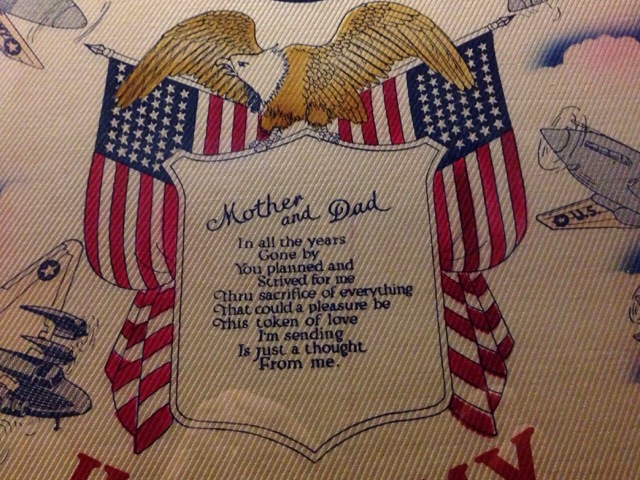 Mother
and Dad
In all the years
Gone by
You planned and
Strived for me
Thru sacrifice of everything
That could a pleasure be
This token of love
I'm sending
Is just a thought
From me.
U.S.